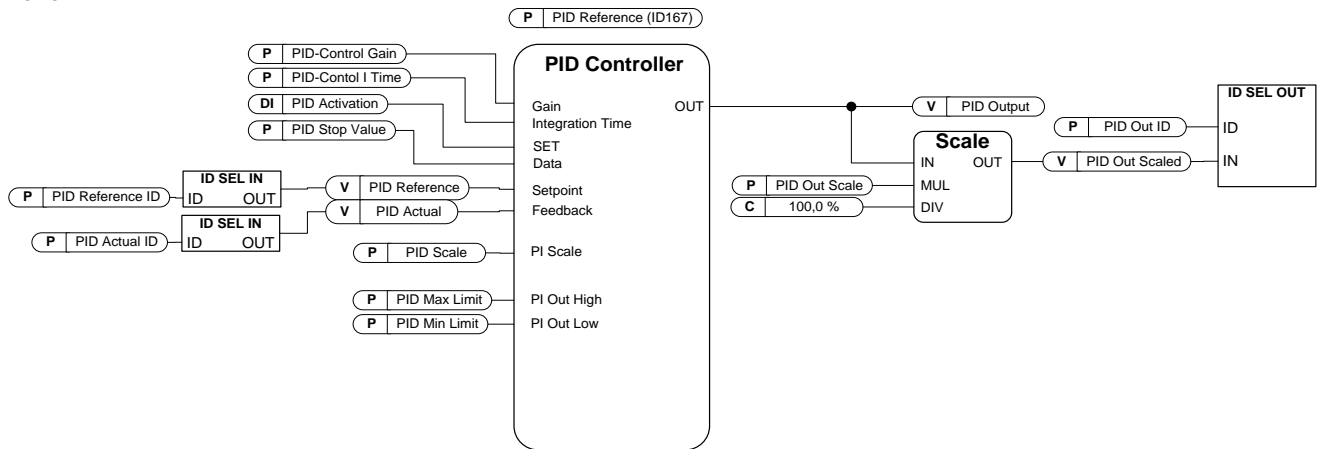 P PID Reference (ID167)
PID Controller
P PID-Control Gain
P PID-Contol I Time
DI PID Activation
P PID Stop Value
Gain OUT
Integration Time
SET
Data
Setpoint
Feedback
PI Scale
PI Out High
PI Out Low
ID SEL IN
P PID Reference ID ID OUT
V PID Reference
ID SEL IN
P PID Actual ID ID OUT
V PID Actual
P PID Scale
P PID Max Limit
P PID Min Limit
V PID Output
Scale
IN OUT
P PID Out Scale MUL
C 100,0 % DIV
P PID Out ID
V PID Out Scaled
ID SEL OUT
ID
IN